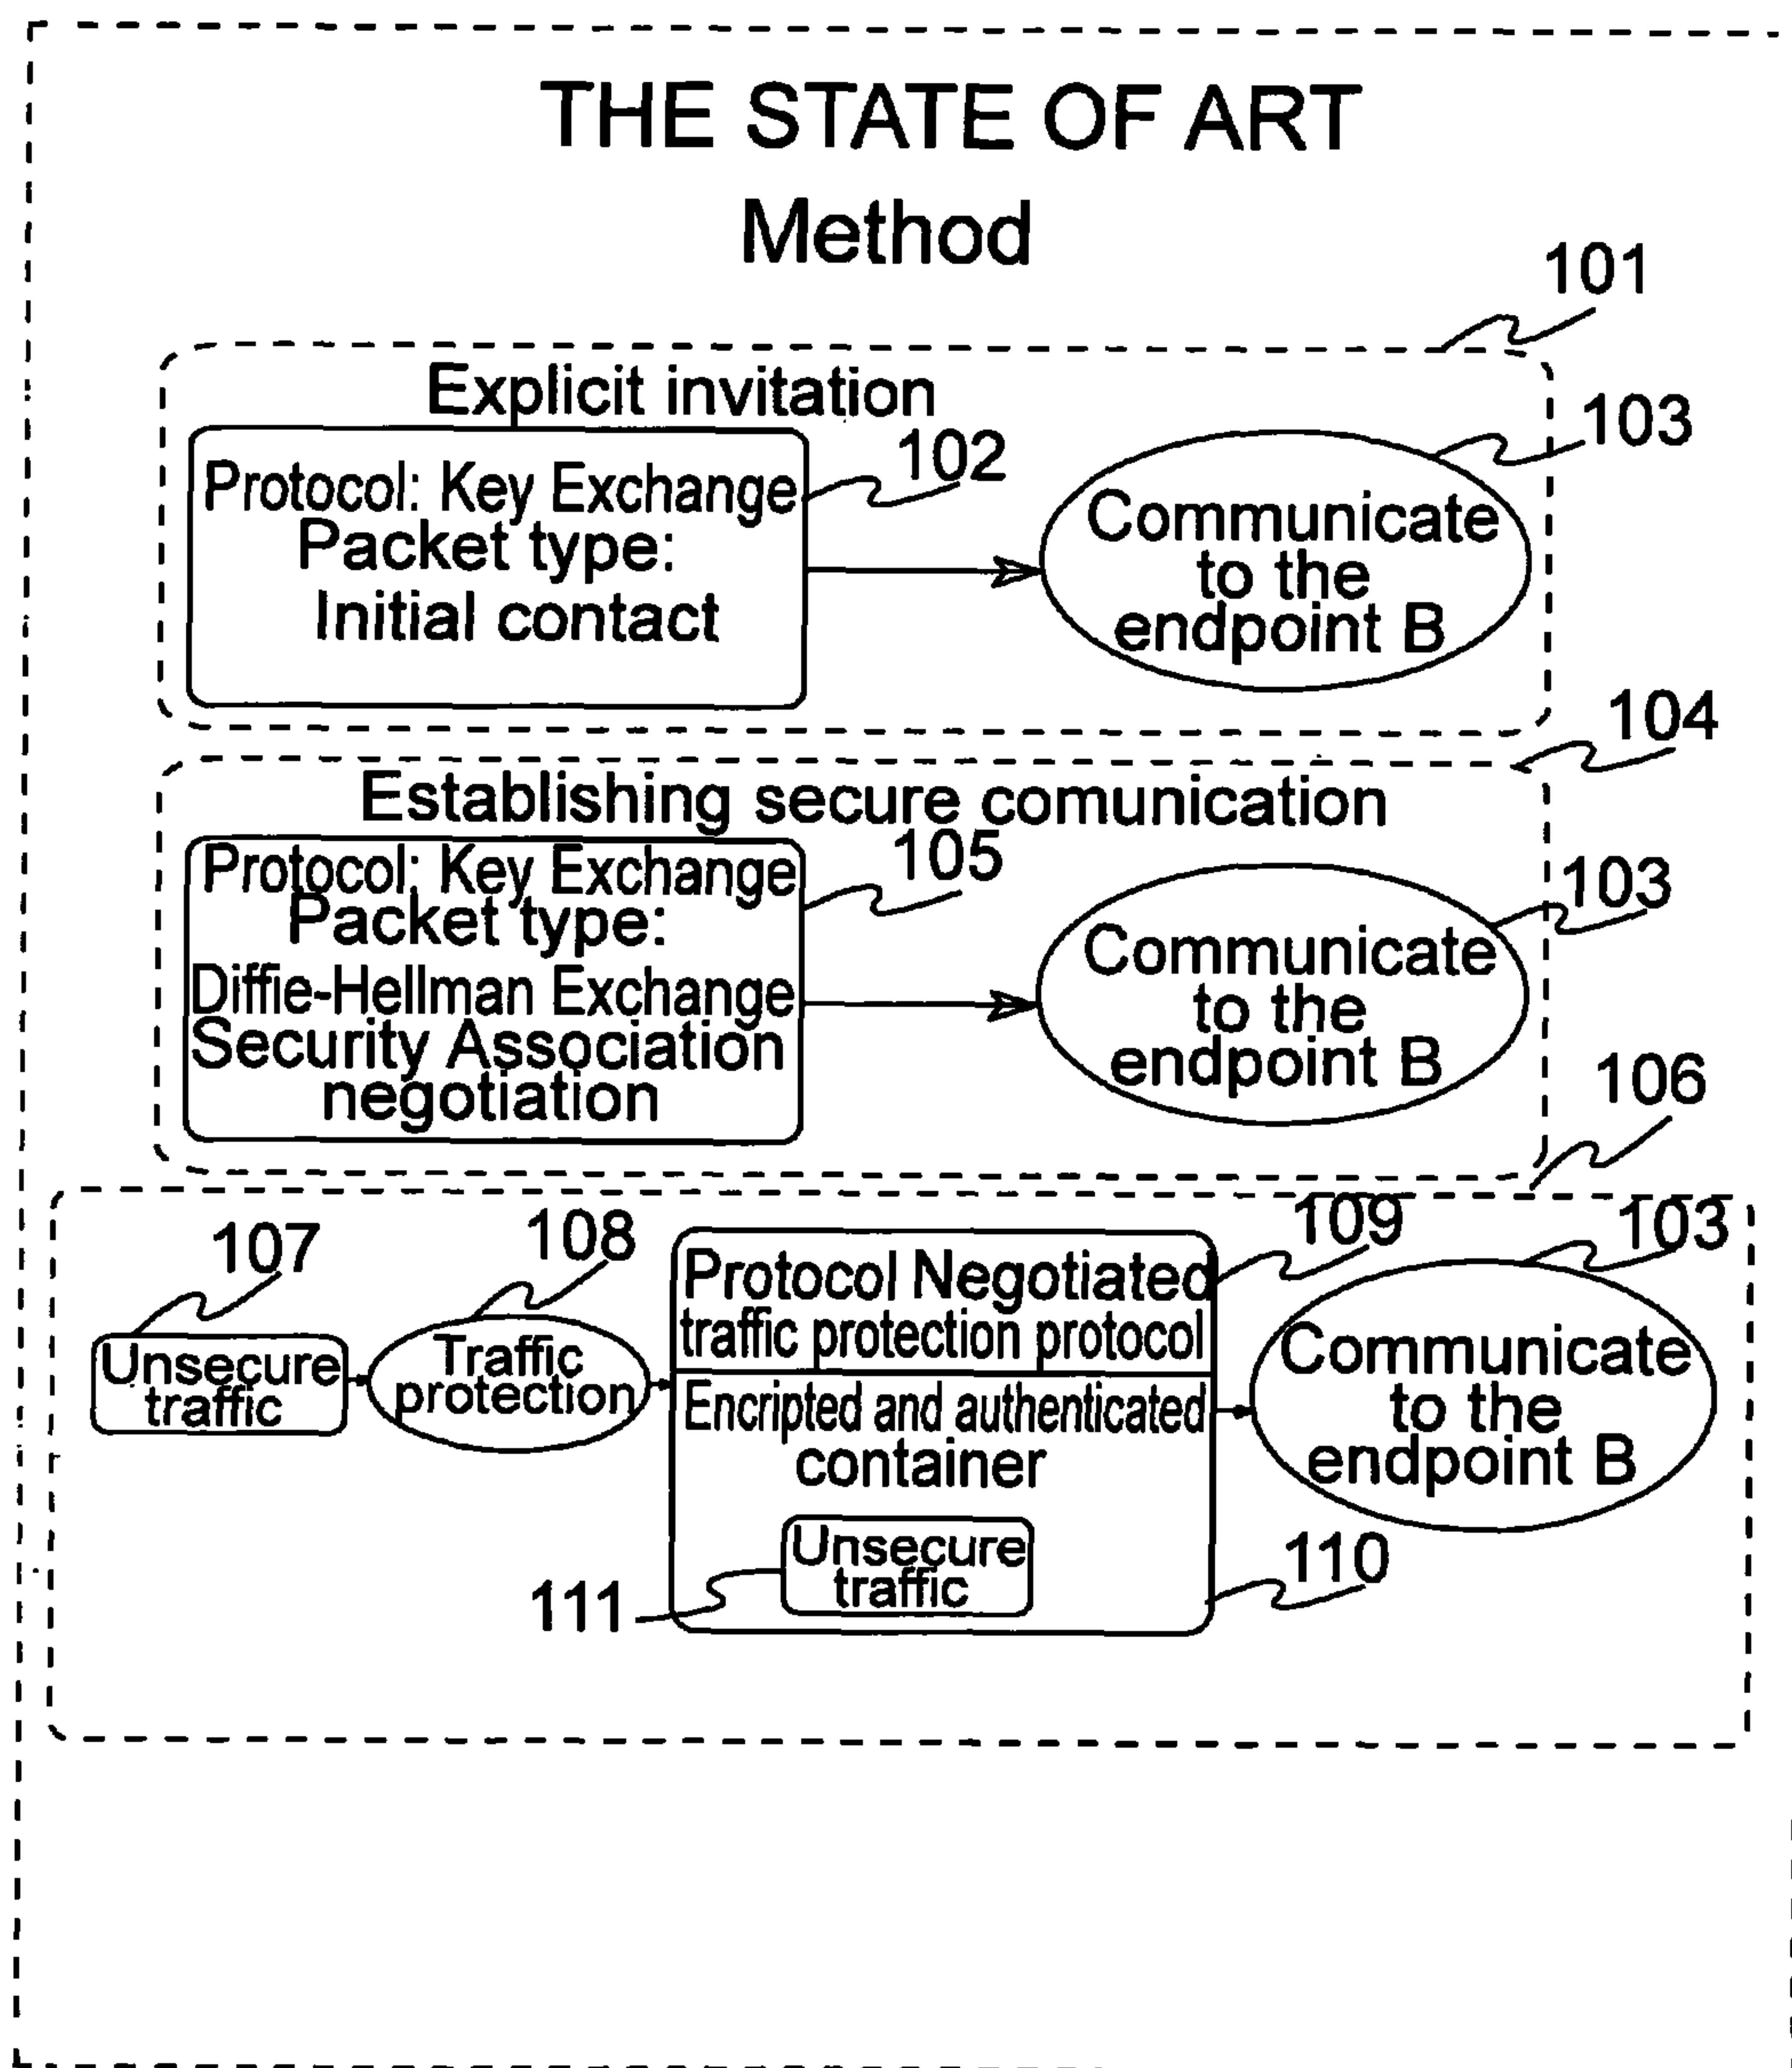 THE STATE OF ART
Method
101
Explicit invitation
102
103
Protocol: Key Exchange
Packet type:
Initial contact
Communicate
to the
endpoint B
104
Establishing secure comunication
105
103
Protocol: Key Exchange
Packet type:
Diffie-Hellman Exchange
Security Association
negotiation
Communicate
to the
endpoint B
106
107
108
109
103
Unsecure
traffic
Traffic
protection
Protocol Negotiated
traffic protection protocol
Encripted and authenticated
container
Unsecure
traffic
Communicate
to the
endpoint B
110
111